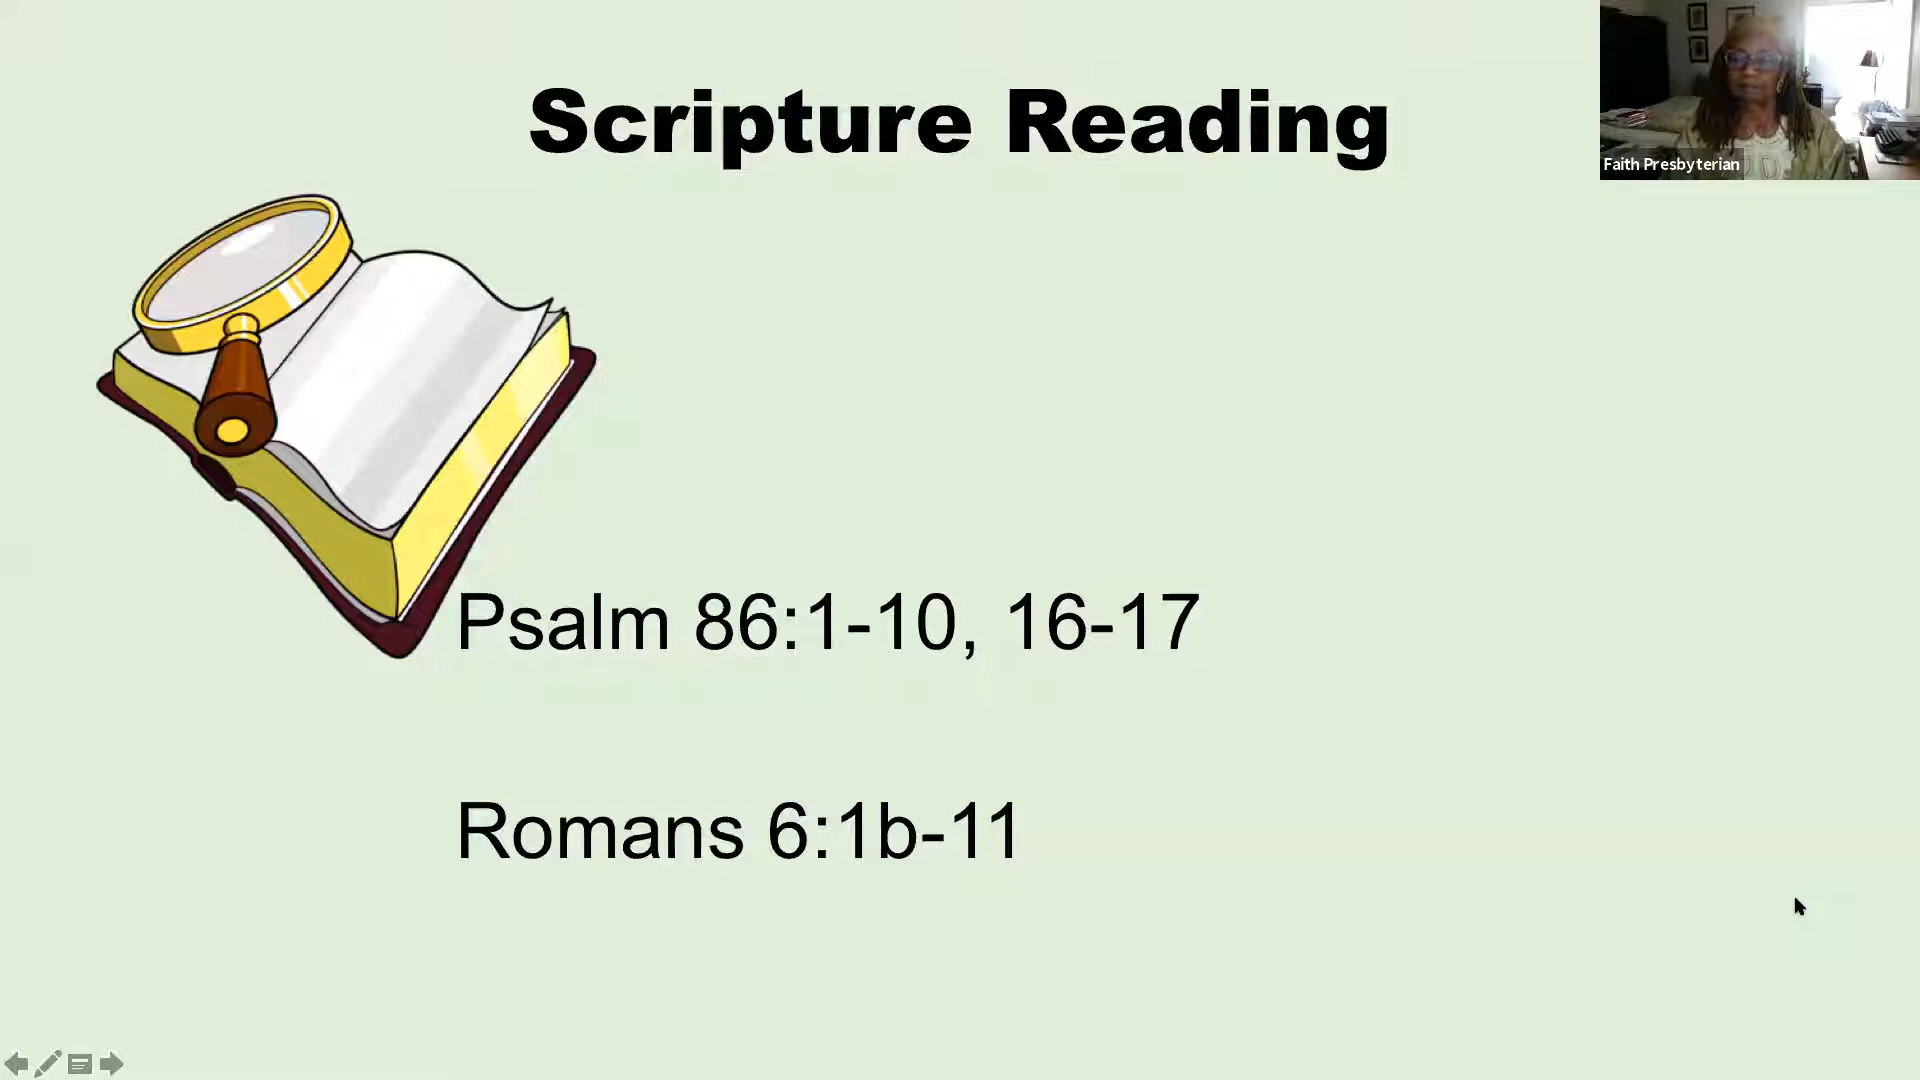 Scripture Reading
Faith Presbyterian
Psalm 86:1-10, 16-17
Romans 6:1b-11